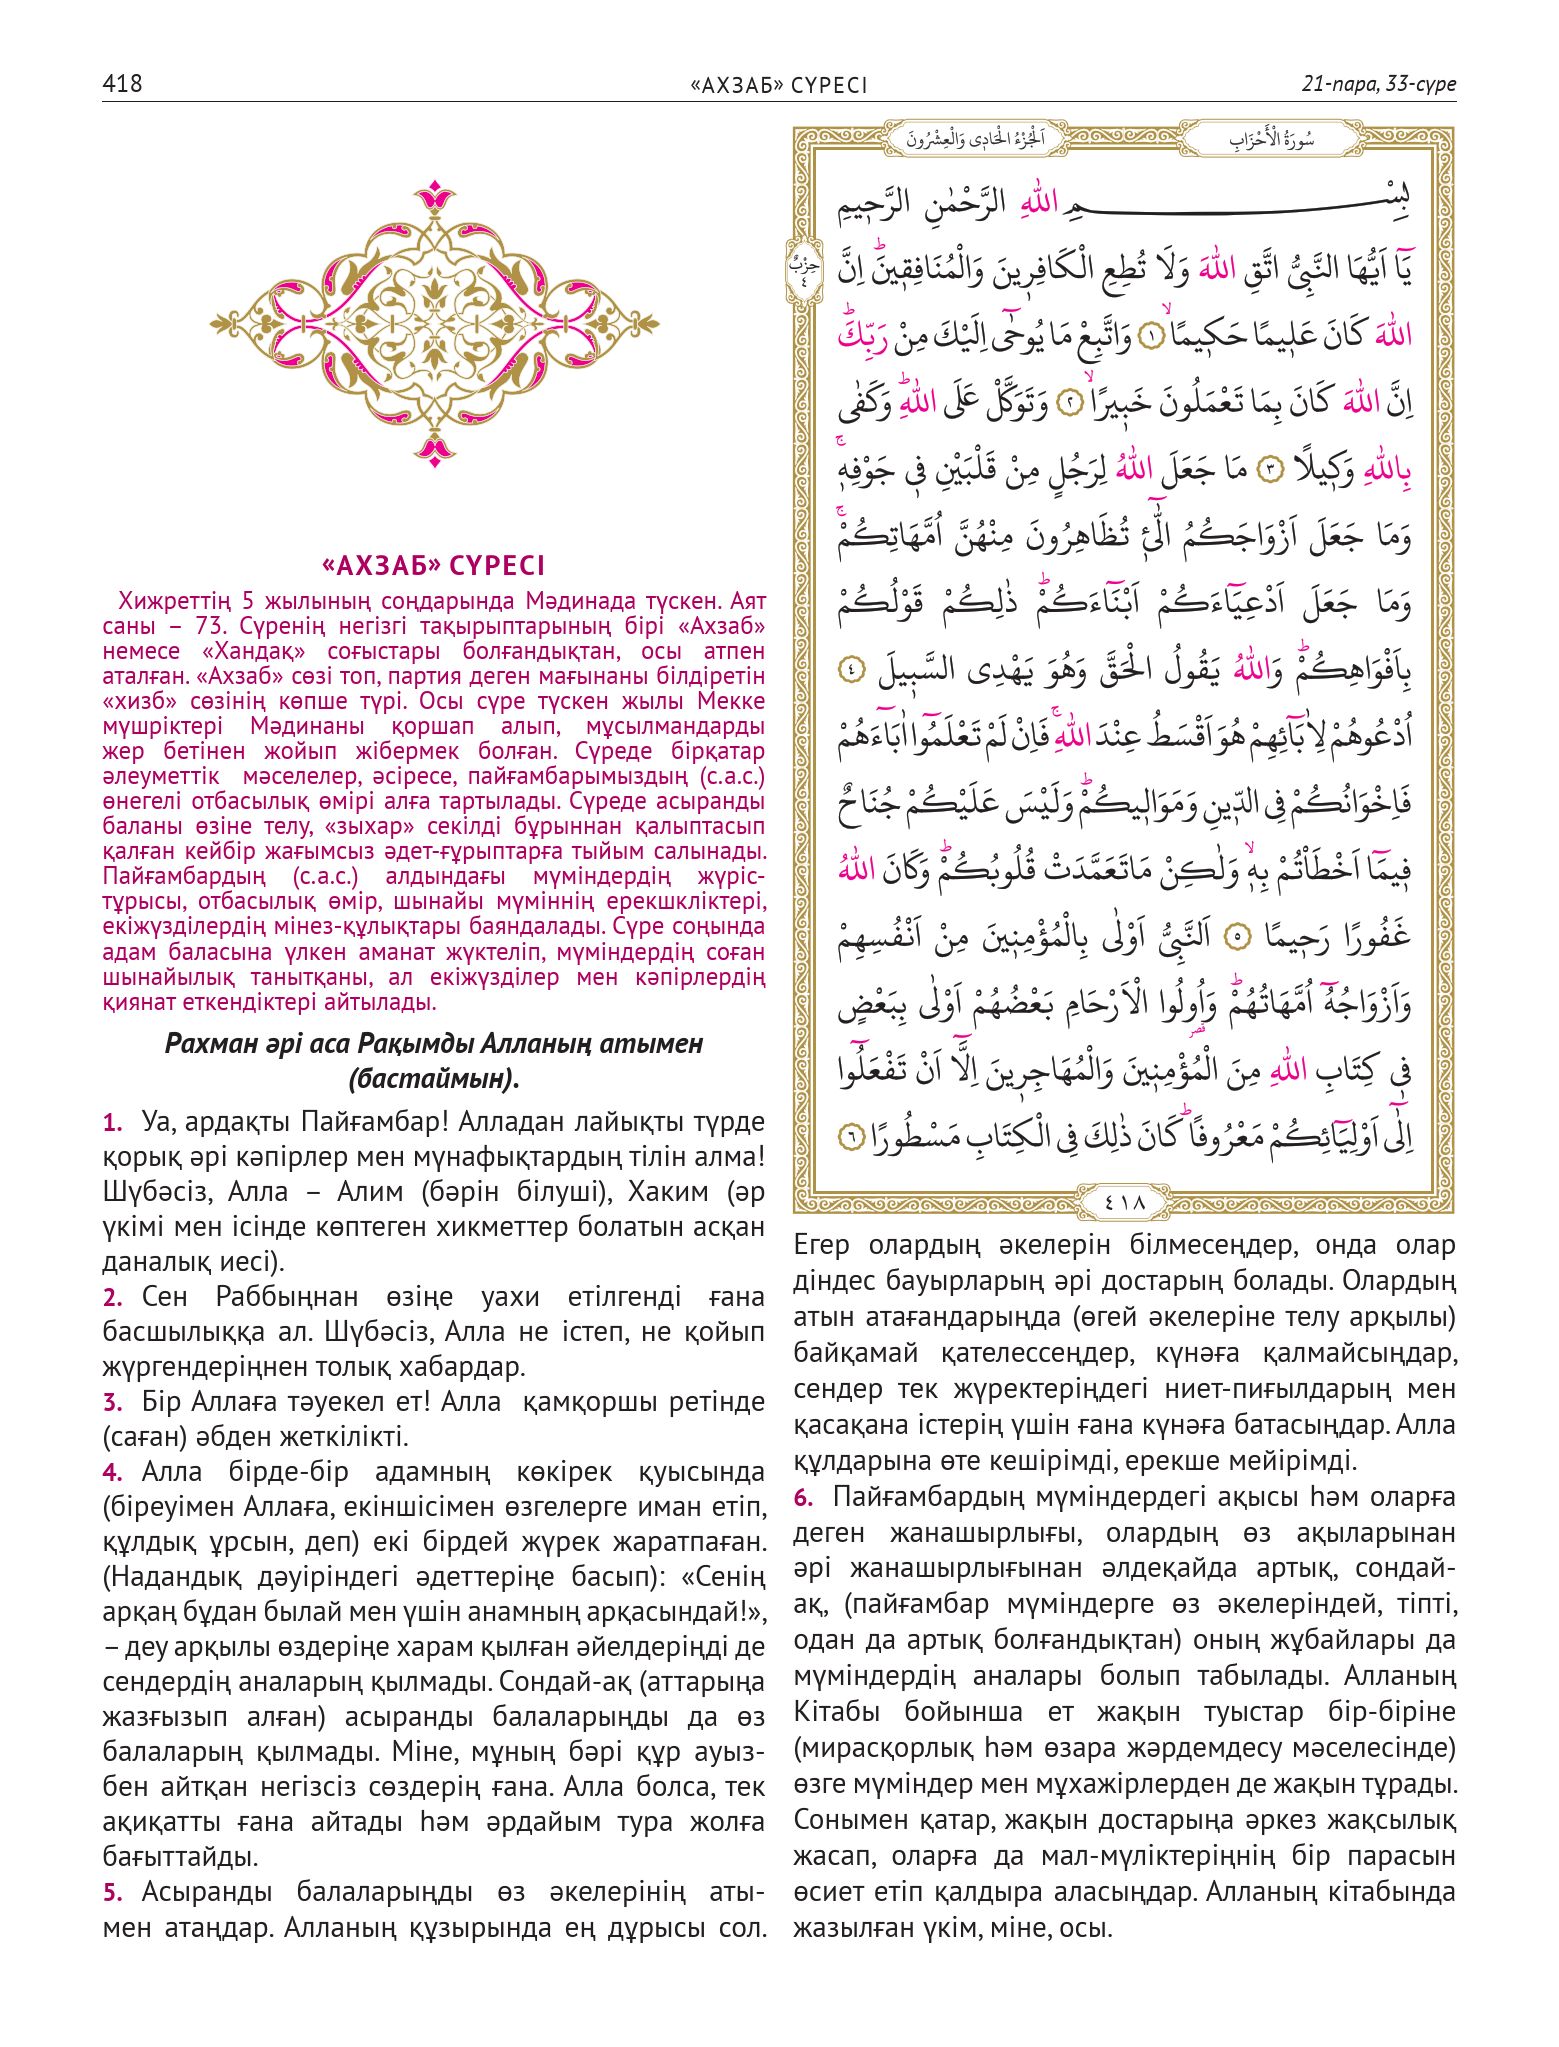 418
«АХЗАБ» СҮРЕСІ
21-пара, 33-сүре
«АХЗАБ» СҮРЕСІ
Хижреттің 5 жылының соңдарында Мәдинада түскен. Аят
саны – 73. Сүренің негізгі тақырыптарының бірі «Ахзаб»
немесе «Хандақ» соғыстары болғандықтан, осы атпен
аталған. «Ахзаб» сөзі топ, партия деген мағынаны білдіретін
«хизб» сөзінің көпше түрі. Осы сүре түскен жылы Мекке
мүшріктері Мәдинаны қоршап алып, мұсылмандарды
жер бетінен жойып жібермек болған. Сүреде бірқатар
әлеуметтік мәселелер, әсіресе, пайғамбарымыздың (с.а.с.)
өнегелі отбасылық өмірі алға тартылады. Сүреде асыранды
баланы өзіне телу, «зыхар» секілді бұрыннан қалыптасып
қалған кейбір жағымсыз әдет-ғұрыптарға тыйым салынады.
Пайғамбардың (с.а.с.) алдындағы мүміндердің жүріс-
тұрысы, отбасылық өмір, шынайы мүміннің ерекшкліктері,
екіжүзділердің мінез-құлықтары баяндалады. Сүре соңында
адам баласына үлкен аманат жүктеліп, мүміндердің соған
шынайылық танытқаны, ал екіжүзділер мен кәпірлердің
қиянат еткендіктері айтылады.
Рахман әрі аса Рақымды Алланың атымен
(бастаймын).
1. Уа, ардақты Пайғамбар! Алладан лайықты түрде
қорық әрі кәпірлер мен мүнафықтардың тілін алма!
Шүбәсіз, Алла – Алим (бәрін білуші), Хаким (әр
үкімі мен ісінде көптеген хикметтер болатын асқан
даналық иесі).
2. Сен Раббыңнан өзіңе уахи етілгенді ғана
басшылыққа ал. Шүбәсіз, Алла не істеп, не қойып
жүргендеріңнен толық хабардар.
3. Бір Аллаға тәуекел ет! Алла қамқоршы ретінде
(саған) әбден жеткілікті.
4. Алла бірде-бір адамның көкірек қуысында
(біреуімен Аллаға, екіншісімен өзгелерге иман етіп,
құлдық ұрсын, деп) екі бірдей жүрек жаратпаған.
(Надандық дәуіріндегі әдеттеріңе басып): «Сенің
арқаң бұдан былай мен үшін анамның арқасындай!»,
– деу арқылы өздеріңе харам қылған әйелдеріңді де
сендердің аналарың қылмады. Сондай-ақ (аттарыңа
жазғызып алған) асыранды балаларыңды да өз
балаларың қылмады. Міне, мұның бәрі құр ауыз-
бен айтқан негізсіз сөздерің ғана. Алла болса, тек
ақиқатты ғана айтады һәм әрдайым тура жолға
бағыттайды.
5. Асыранды балаларыңды өз әкелерінің аты-
мен атаңдар. Алланың құзырында ең дұрысы сол.
سُورَةُ الْأَحْزَابِ
اَلْجُزْءُ الْحَادِى وَالْعِشْرُونَ
حِزْبٌ
٤
بِسْمِ اللّٰهِ الرَّحْمٰنِ الرَّحٖيمِ
يَٓا اَيُّهَا النَّبِىُّ اتَّقِ اللّٰهَ وَلَا تُطِعِ الْكَافِرٖينَ وَالْمُنَافِقٖينَؕ اِنَّ
اللّٰهَ كَانَ عَلٖيمًا حَكٖيمًاۙ ﴿١﴾ وَاتَّبِعْ مَا يُوحٰٓى اِلَيْكَ مِنْ رَبِّكَؕ
اِنَّ اللّٰهَ كَانَ بِمَا تَعْمَلُونَ خَبٖيرًاۙ ﴿٢﴾ وَتَوَكَّلْ عَلَى اللّٰهِؕ وَكَفٰى
بِاللّٰهِ وَكٖيلًا ﴿٣﴾ مَا جَعَلَ اللّٰهُ لِرَجُلٍ مِنْ قَلْبَيْنِ فٖى جَوْفِهٖۚ
وَمَا جَعَلَ اَزْوَاجَكُمُ الّٰٓئٖ تُظَاهِرُونَ مِنْهُنَّ اُمَّهَاتِكُمْۚ
وَمَا جَعَلَ اَدْعِيَٓاءَكُمْ اَبْنَٓاءَكُمْؕ ذٰلِكُمْ قَوْلُكُمْ
بِاَفْوَاهِكُمْؕ وَاللّٰهُ يَقُولُ الْحَقَّ وَهُوَ يَهْدِى السَّبٖيلَ ﴿٤﴾
اُدْعُوهُمْ لِاٰبَٓائِهِمْ هُوَ اَقْسَطُ عِنْدَ اللّٰهِۚ فَاِنْ لَمْ تَعْلَمُٓوا اٰبَٓاءَهُمْ
فَاِخْوَانُكُمْ فِى الدّٖينِ وَمَوَالٖيكُمْؕ وَلَيْسَ عَلَيْكُمْ جُنَاحٌ
فٖيمَٓا اَخْطَأْتُمْ بِهٖۙ وَلٰكِنْ مَاتَعَمَّدَتْ قُلُوبُكُمْؕ وَكَانَ اللّٰهُ
غَفُورًا رَحٖيمًا ﴿٥﴾ اَلنَّبِىُّ اَوْلٰى بِالْمُؤْمِنٖينَ مِنْ اَنْفُسِهِمْ
وَاَزْوَاجُهُٓ اُمَّهَاتُهُمْؕ وَاُولُوا الْاَرْحَامِ بَعْضُهُمْ اَوْلٰى بِبَعْضٍ
قصر
فٖى كِتَابِ اللّٰهِ مِنَ الْمُؤْمِنٖينَ وَالْمُهَاجِرٖينَ اِلَّٓا اَنْ تَفْعَلُٓوا
اِلٰٓى اَوْلِيَٓائِكُمْ مَعْرُوفًاؕ كَانَ ذٰلِكَ فِى الْكِتَابِ مَسْطُورًا ﴿٦﴾
٤١٨
Егер олардың әкелерін білмесеңдер, онда олар
діндес бауырларың әрі достарың болады. Олардың
атын атағандарыңда (өгей әкелеріне телу арқылы)
байқамай қателессеңдер, күнәға қалмайсыңдар,
сендер тек жүректеріңдегі ниет-пиғылдарың мен
қасақана істерің үшін ғана күнәға батасыңдар. Алла
құлдарына өте кешірімді, ерекше мейірімді.
6. Пайғамбардың мүміндердегі ақысы һәм оларға
деген жанашырлығы, олардың өз ақыларынан
әрі жанашырлығынан әлдеқайда артық, сондай-
ақ, (пайғамбар мүміндерге өз әкелеріндей, тіпті,
одан да артық болғандықтан) оның жұбайлары да
мүміндердің аналары болып табылады. Алланың
Кітабы бойынша ет жақын туыстар бір-біріне
(мирасқорлық һәм өзара жәрдемдесу мәселесінде)
өзге мүміндер мен мұхажірлерден де жақын тұрады.
Сонымен қатар, жақын достарыңа әркез жақсылық
жасап, оларға да мал-мүліктеріңнің бір парасын
өсиет етіп қалдыра аласыңдар. Алланың кітабында
жазылған үкім, міне, осы.